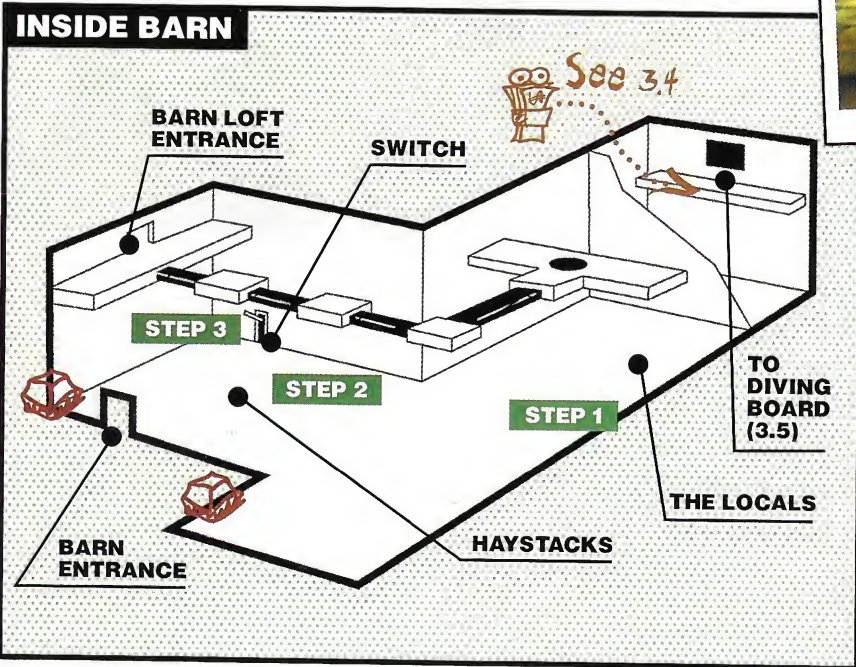 INSIDE BARN
See 3.4
BARN LOFT
ENTRANCE
SWITCH
STEP 3
STEP 2
STEP 1
TO
DIVING
BOARD
(3.5)
THE LOCALS
HAYSTACKS
BARN
ENTRANCE